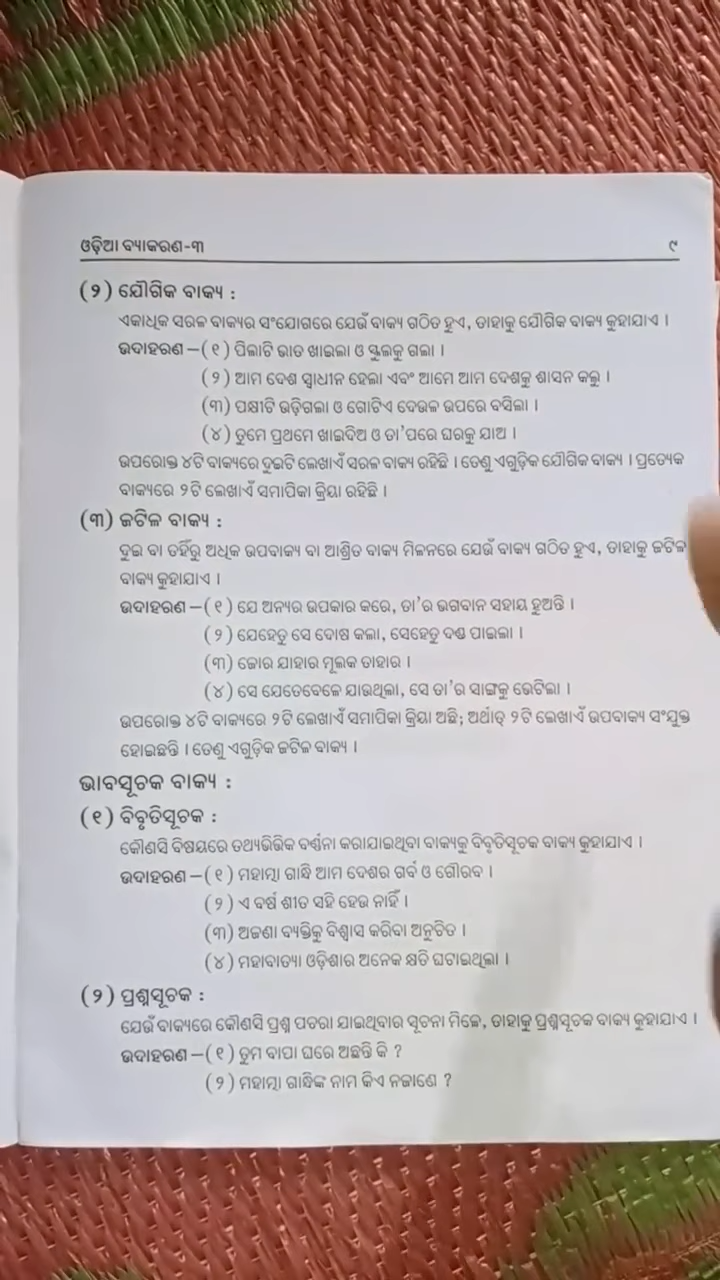 ଓଡ଼ିଆ ବ୍ୟାକରଣ-୩ ୯
(୨) ଯୌଗିକ ବାକ୍ୟ :
ଏକାଧିକ ସରଳ ବାକ୍ୟର ସଂଯୋଗରେ ଯେଉଁ ବାକ୍ୟ ଗଠିତ ହୁଏ, ତାହାକୁ ଯୌଗିକ ବାକ୍ୟ କୁହାଯାଏ ।
ଉଦାହରଣ – (୧) ପିଲାଟି ଭାତ ଖାଇଲା ଓ ସ୍କୁଲକୁ ଗଲା ।
(୨) ଆମ ଦେଶ ସ୍ୱାଧୀନ ହେଲା ଏବଂ ଆମେ ଆମ ଦେଶକୁ ଶାସନ କଲୁ ।
(୩) ପକ୍ଷୀଟି ଉଡ଼ିଗଲା ଓ ଗୋଟିଏ ଦେଉଳ ଉପରେ ବସିଲା ।
(୪) ତୁମେ ପ୍ରଥମେ ଖାଇଦିଅ ଓ ତା’ପରେ ଘରକୁ ଯାଅ ।
ଉପରୋକ୍ତ ୪ଟି ବାକ୍ୟରେ ଦୁଇଟି ଲେଖାଏଁ ସରଳ ବାକ୍ୟ ରହିଛି । ତେଣୁ ଏଗୁଡ଼ିକ ଯୌଗିକ ବାକ୍ୟ । ପ୍ରତ୍ୟେକ
ବାକ୍ୟରେ ୨ଟି ଲେଖାଏଁ ସମାପିକା କ୍ରିୟା ରହିଛି ।
(୩) ଜଟିଳ ବାକ୍ୟ :
ଦୁଇ ବା ତହିଁରୁ ଅଧିକ ଉପବାକ୍ୟ ବା ଆଶ୍ରିତ ବାକ୍ୟ ମିଳନରେ ଯେଉଁ ବାକ୍ୟ ଗଠିତ ହୁଏ, ତାହାକୁ ଜଟିଳ
ବାକ୍ୟ କୁହାଯାଏ ।
ଉଦାହରଣ – (୧) ଯେ ଅନ୍ୟର ଉପକାର କରେ, ତା’ର ଭଗବାନ ସହାୟ ହୁଅନ୍ତି ।
(୨) ଯେହେତୁ ସେ ଦୋଷ କଲା, ସେହେତୁ ଦଣ୍ଡ ପାଇଲା ।
(୩) ଜୋର ଯାହାର ମୂଲକ ତାହାର ।
(୪) ସେ ଯେତେବେଳେ ଯାଉଥିଲା, ସେ ତା’ର ସାଙ୍ଗକୁ ଭେଟିଲା ।
ଉପରୋକ୍ତ ୪ଟି ବାକ୍ୟରେ ୨ଟି ଲେଖାଏଁ ସମାପିକା କ୍ରିୟା ଅଛି; ଅର୍ଥାତ୍ ୨ଟି ଲେଖାଏଁ ଉପବାକ୍ୟ ସଂଯୁକ୍ତ
ହୋଇଛନ୍ତି । ତେଣୁ ଏଗୁଡ଼ିକ ଜଟିଳ ବାକ୍ୟ ।
ଭାବସୂଚକ ବାକ୍ୟ :
(୧) ବିବୃତିସୂଚକ :
କୌଣସି ବିଷୟରେ ତଥ୍ୟଭିତ୍ତିକ ବର୍ଣ୍ଣନା କରାଯାଇଥିବା ବାକ୍ୟକୁ ବିବୃତିସୂଚକ ବାକ୍ୟ କୁହାଯାଏ ।
ଉଦାହରଣ – (୧) ମହାତ୍ମା ଗାନ୍ଧି ଆମ ଦେଶର ଗର୍ବ ଓ ଗୌରବ ।
(୨) ଏ ବର୍ଷ ଶୀତ ସହି ହେଉ ନାହିଁ ।
(୩) ଅଜଣା ବ୍ୟକ୍ତିକୁ ବିଶ୍ୱାସ କରିବା ଅନୁଚିତ ।
(୪) ମହାବାତ୍ୟା ଓଡ଼ିଶାର ଅନେକ କ୍ଷତି ଘଟାଇଥିଲା ।
(୨) ପ୍ରଶ୍ନସୂଚକ :
ଯେଉଁ ବାକ୍ୟରେ କୌଣସି ପ୍ରଶ୍ନ ପଚରା ଯାଇଥିବାର ସୂଚନା ମିଳେ, ତାହାକୁ ପ୍ରଶ୍ନସୂଚକ ବାକ୍ୟ କୁହାଯାଏ ।
ଉଦାହରଣ – (୧) ତୁମ ବାପା ଘରେ ଅଛନ୍ତି କି ?
(୨) ମହାତ୍ମା ଗାନ୍ଧିଙ୍କ ନାମ କିଏ ନଜାଣେ ?